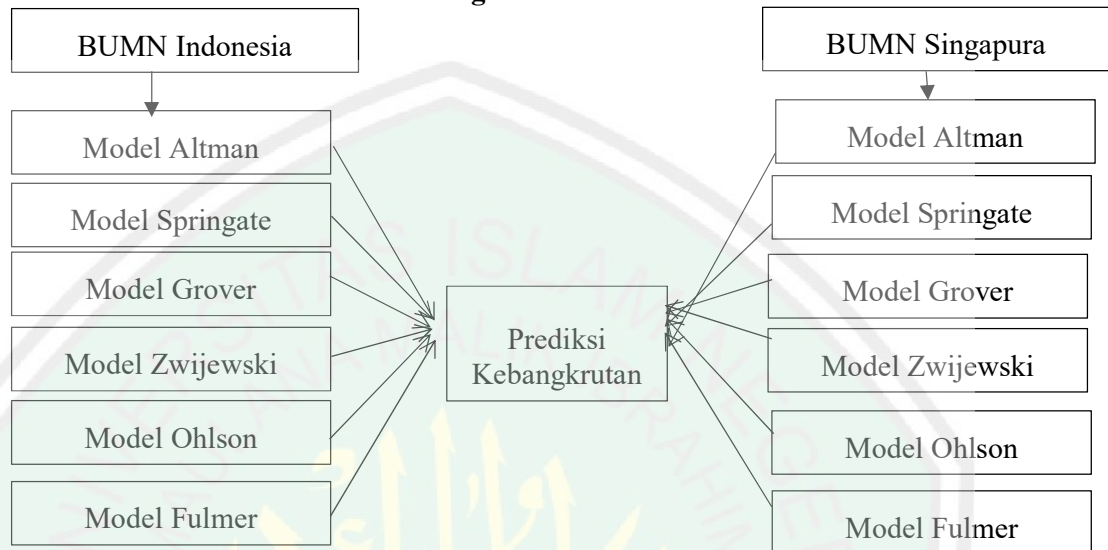 BUMN Indonesia
Model Altman
Model Springate
Model Grover
Model Zwijewski
Model Ohlson
Model Fulmer
Prediksi
Kebangkrutan
BUMN Singapura
Model Altman
Model Springate
Model Grover
Model Zwijewski
Model Ohlson
Model Fulmer